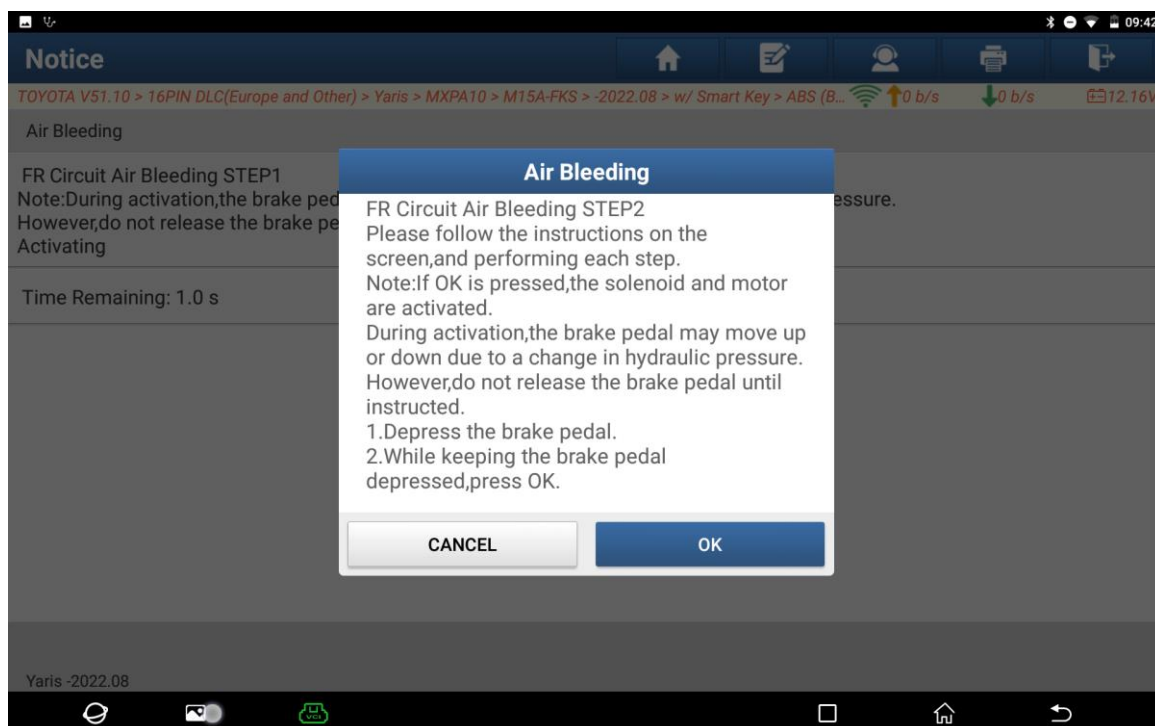 09:42
Notice
TOYOTA V51.10 > 16PIN DLC(Europe and Other) > Yaris > MXPA10 > M15A-FKS > -2022.08 > w/ Smart Key > ABS (B... 0 b/s 0 b/s 12.16V
Air Bleeding
FR Circuit Air Bleeding STEP1
Note:During activation,the brake ped
essure.
However,do not release the brake pe
Activating
Time Remaining: 1.0 s
Air Bleeding
FR Circuit Air Bleeding STEP2
Please follow the instructions on the
screen,and performing each step.
Note:If OK is pressed,the solenoid and motor
are activated.
During activation,the brake pedal may move up
or down due to a change in hydraulic pressure.
However,do not release the brake pedal until
instructed.
1.Depress the brake pedal.
2.While keeping the brake pedal
depressed,press OK.
CANCEL OK
Yaris -2022.08
VCI